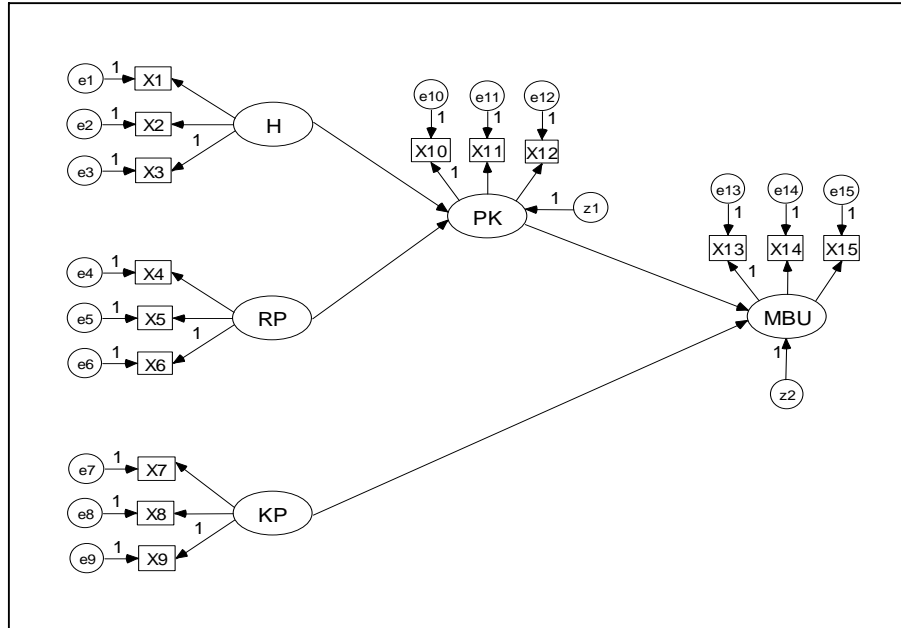 e1 1 X1
e2 1 X2
e3 1 X3
1
H
e10 e11 e12
1 1 1
X10 X11 X12
1
PK
1 z1
e4 1 X4
e5 1 X5
e6 1 X6
1
RP
e13 e14 e15
1 1 1
X13 X14 X15
1
MBU
1
z2
e7 1 X7
e8 1 X8
e9 1 X9
1
KP